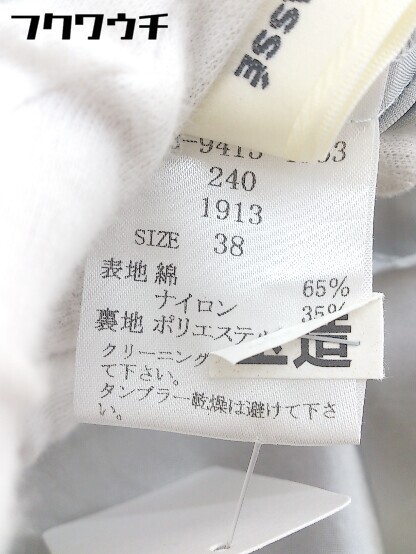 フクワウチ
240
1913
SIZE 38
表地 綿 65%
ナイロン 35%
裏地 ポリエステ
クリーニング
て下さい。
タンブラー乾燥は避けて下さ
い。
造